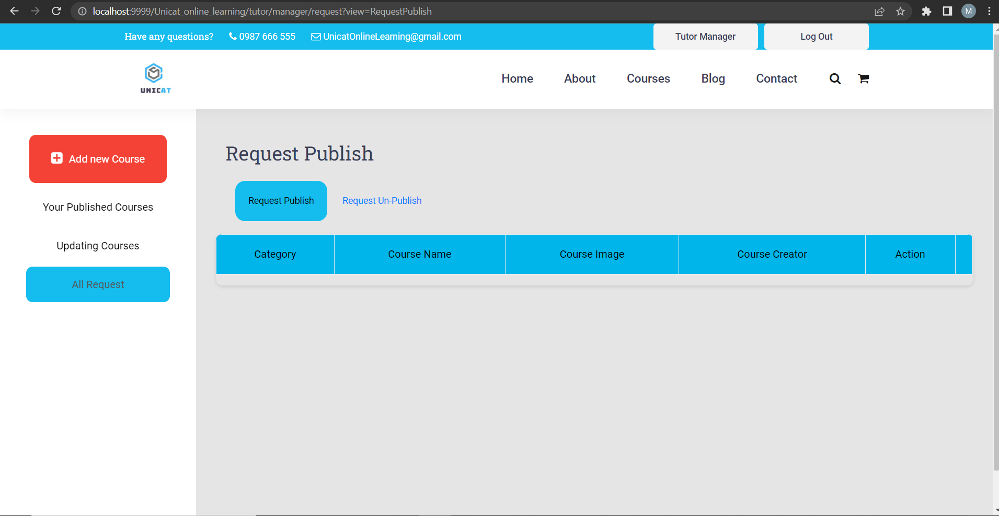 localhost:9999/Unicat_online_learning/tutor/manager/request?view=RequestPublish
M
Have any questions? 0987 666 555 UnicatOnlineLearning@gmail.com Tutor Manager Log Out
UNICAT
Home About Courses Blog Contact
Add new Course
Your Published Courses
Updating Courses
All Request
Request Publish
Request Publish Request Un-Publish
Category Course Name Course Image Course Creator Action